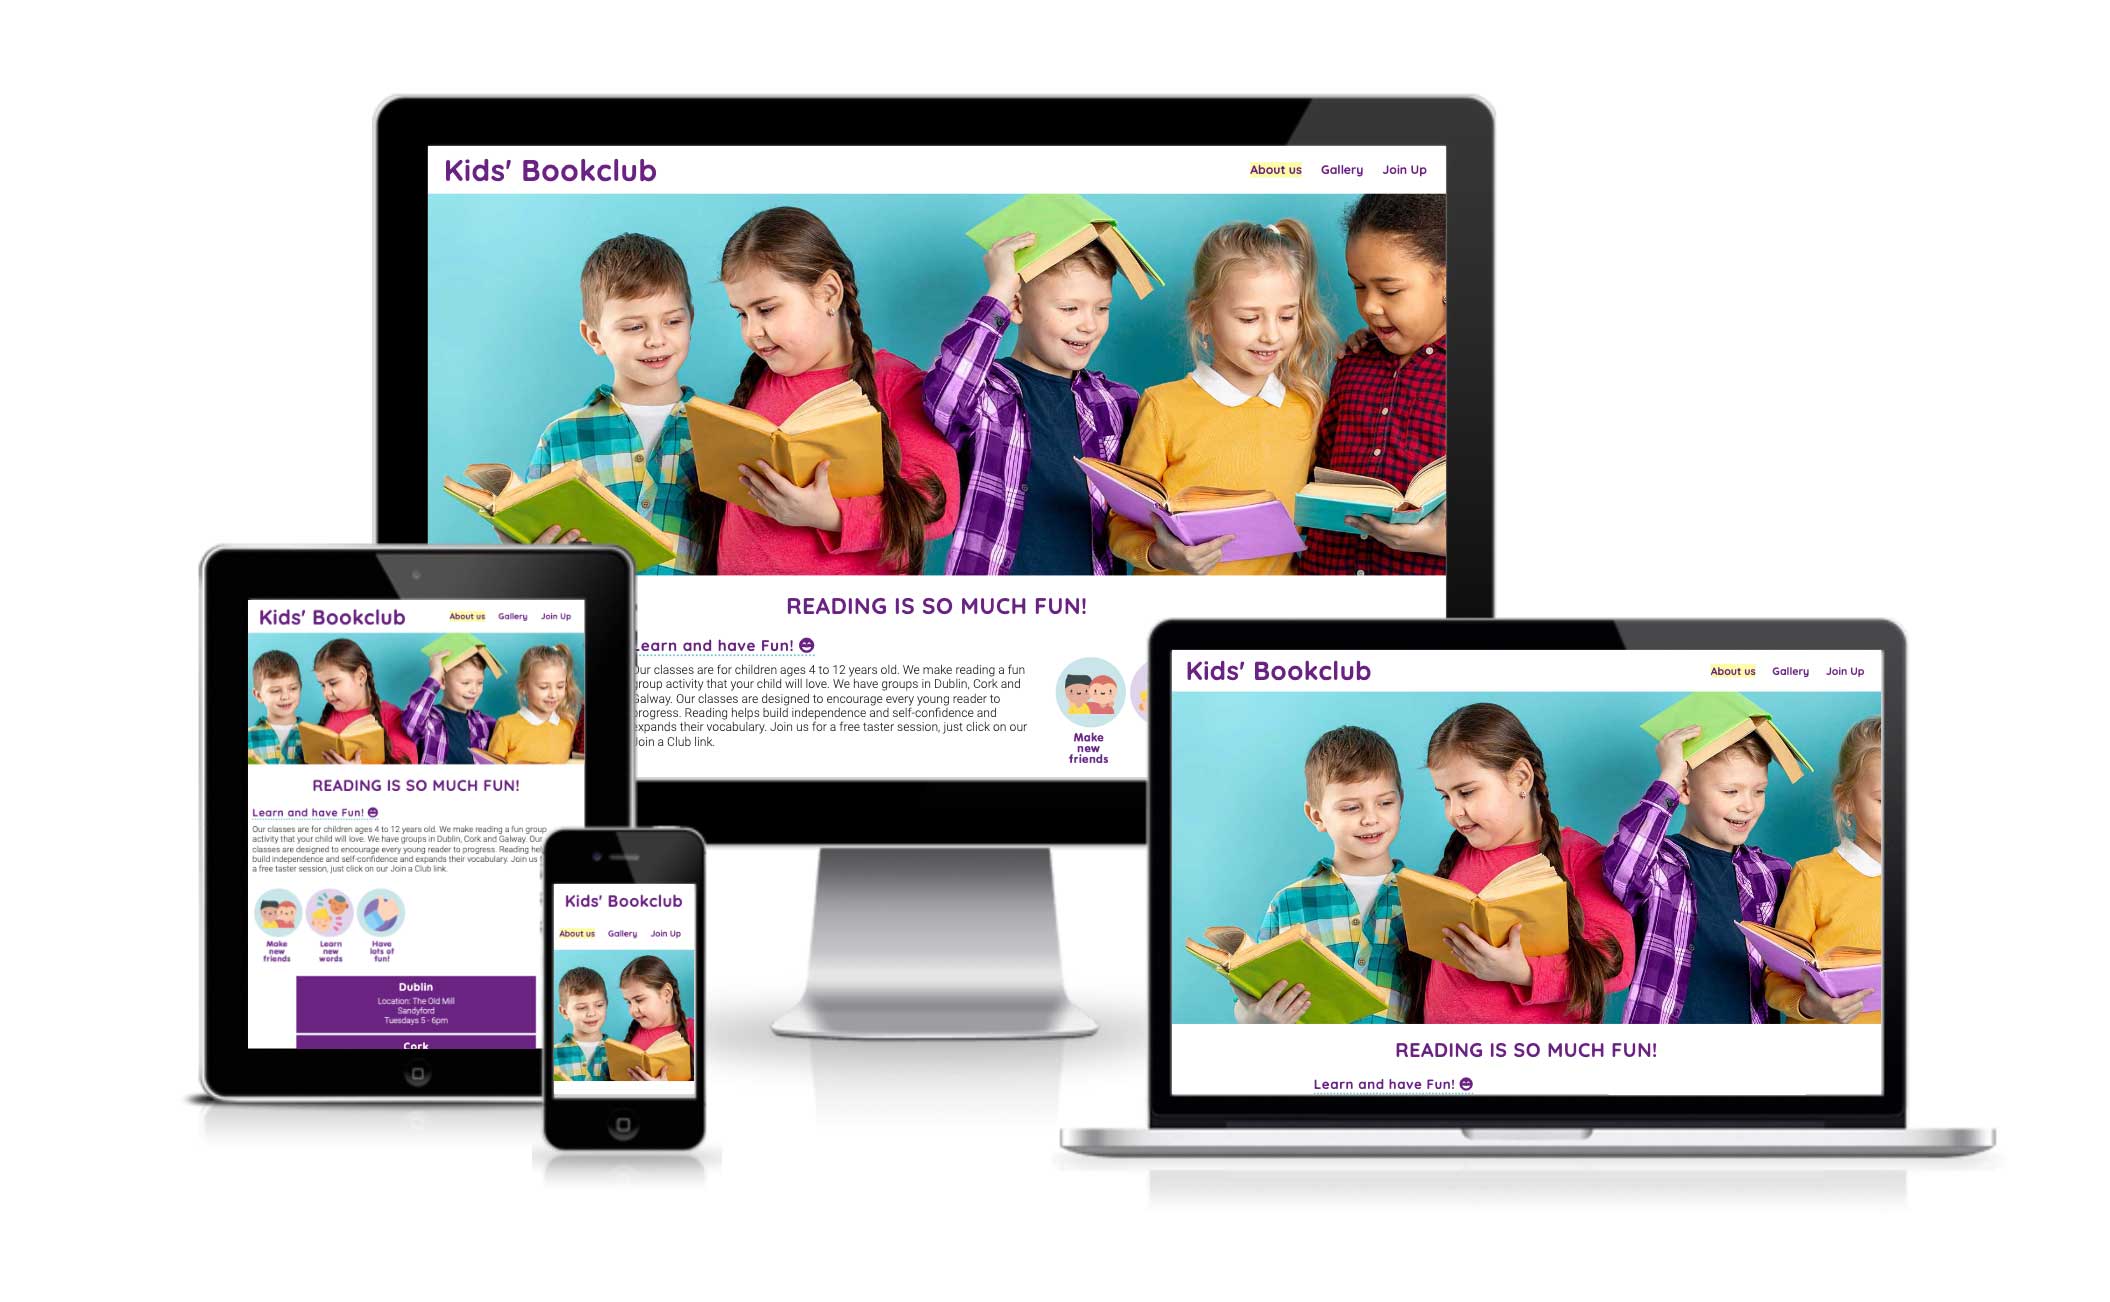 Kids' Bookclub
About us Gallery Join Up
READING IS SO MUCH FUN!
Learn and have Fun!
Our classes are for children ages 4 to 12 years old. We make reading a fun
group activity that your child will love. We have groups in Dublin, Cork and
Galway. Our classes are designed to encourage every young reader to
progress. Reading helps build independence and self-confidence and
expands their vocabulary. Join us for a free taster session, just click on our
Join a Club link.
Make
new
friends
Kids' Bookclub
About us Gallery Join Up
READING IS SO MUCH FUN!
Learn and have Fun!
Our classes are for children ages 4 to 12 years old. We make reading a fun group
activity that your child will love. We have groups in Dublin, Cork and Galway. Our
classes are designed to encourage every young reader to progress. Reading
build independence and self-confidence and expands their vocabulary. Join us
a free taster session, just click on our Join a Club link.
Make
new
friends
Learn
new
words
Have
lots of
fun!
Dublin
Location: The Old Mill
Sandyford
Tuesdays 5 - 6pm
Cork
Kids' Bookclub
About us Gallery Join Up
Kids' Bookclub
About us Gallery Join Up
READING IS SO MUCH FUN!
Learn and have Fun!